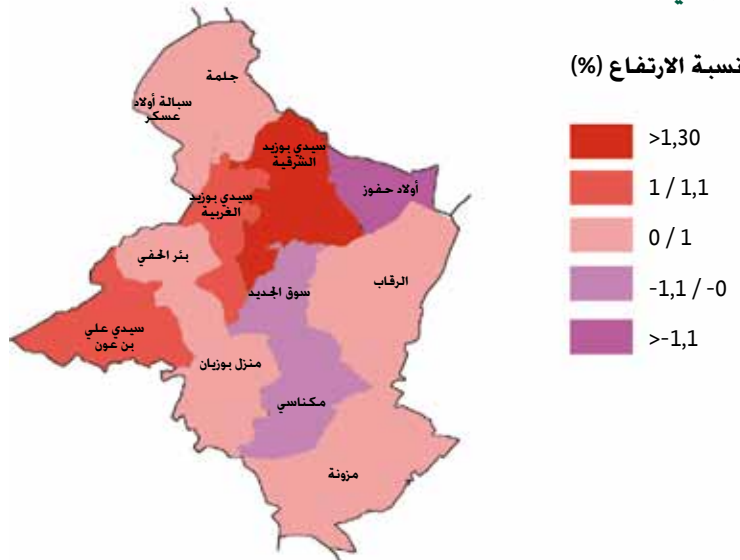 نسبة الارتفاع (%)
>1,30
1 / 1,1
0 / 1
-1,1 / -0
>-1,1
جلمة
سبالة أولاد
عسكر
سيدي بوزيد
الشرقية
أولاد حفوز
سيدي بوزيد
الغربية
بئر الحفي
سوق الجديد
الرقاب
سيدي علي
بن عون
منزل بوزيان
مكناسي
مزونة